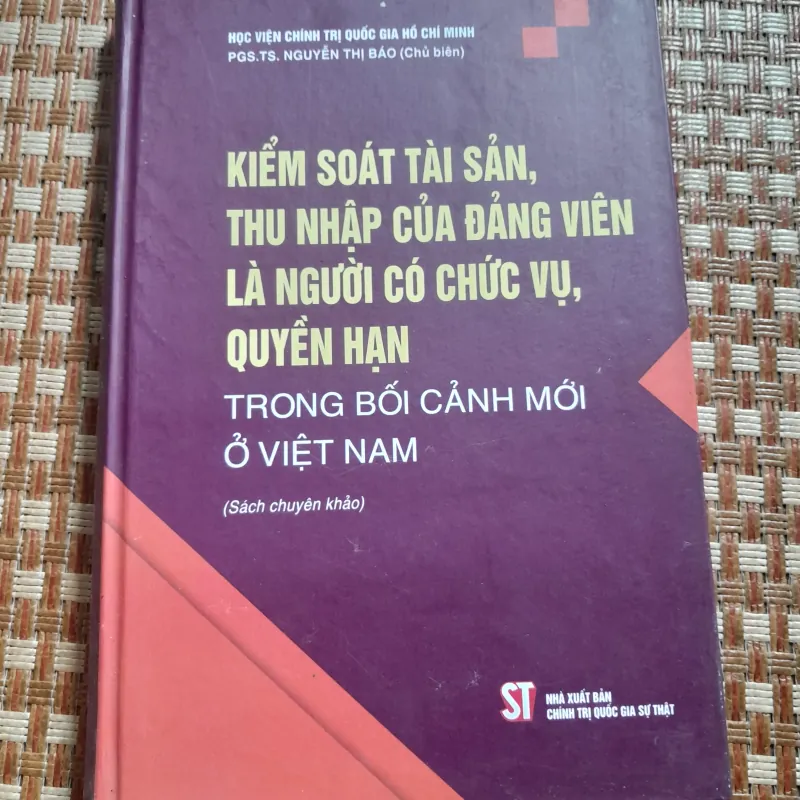 HỌC VIỆN CHÍNH TRỊ QUỐC GIA HỒ CHÍ MINH
PGS.TS. NGUYỄN THỊ BÁO (Chủ biên)
KIỂM SOÁT TÀI SẢN,
THU NHẬP CỦA ĐẢNG VIÊN
LÀ NGƯỜI CÓ CHỨC VỤ,
QUYỀN HẠN
TRONG BỐI CẢNH MỚI
Ở VIỆT NAM
(Sách chuyên khảo)
ST
NHÀ XUẤT BẢN
CHÍNH TRỊ QUỐC GIA SỰ THẬT